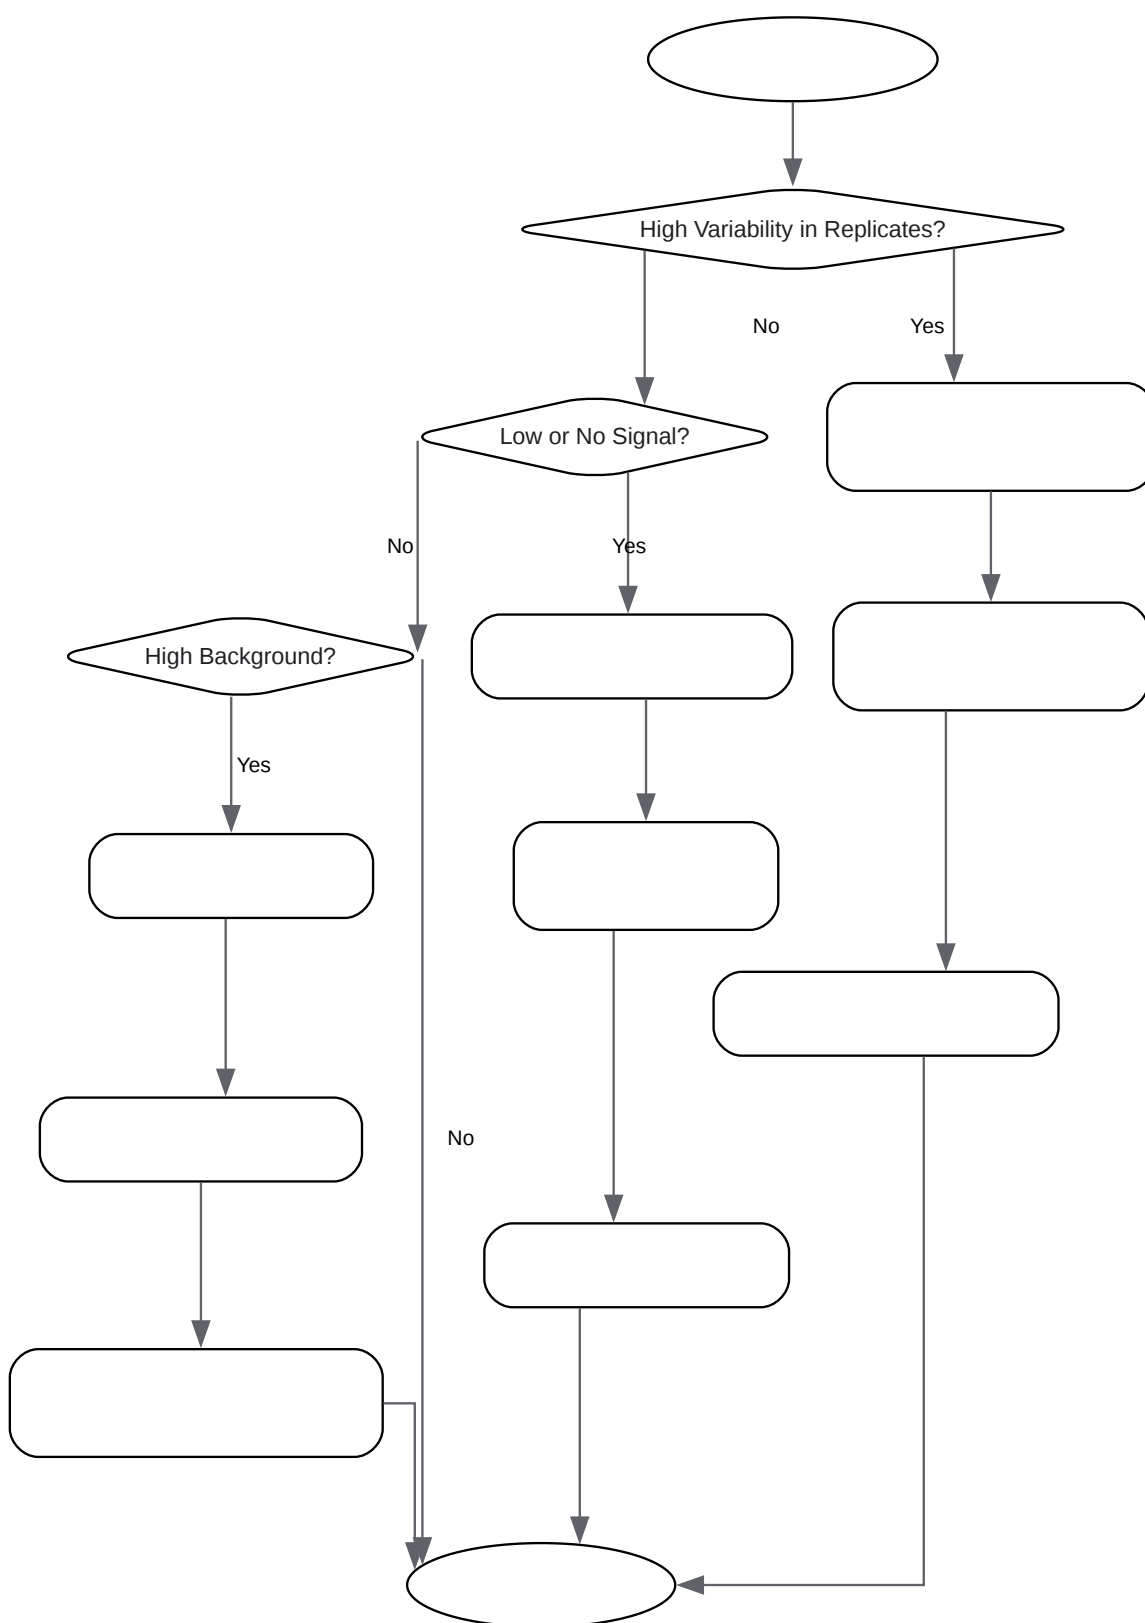 High Variability in Replicates?
No
Yes
Low or No Signal?
No
Yes
High Background?
Yes
No